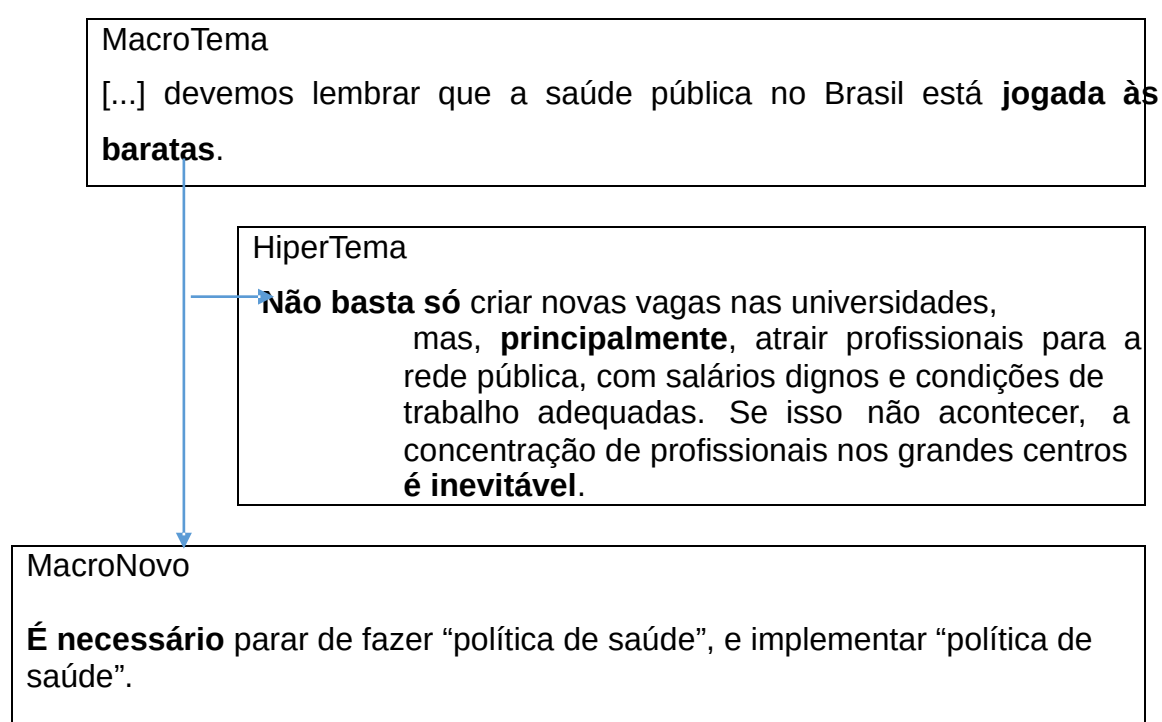 MacroTema
[...] devemos lembrar que a saúde pública no Brasil está jogada às
baratas.
HiperTema
Não basta só criar novas vagas nas universidades,
mas, principalmente, atrair profissionais para a
rede pública, com salários dignos e condições de
trabalho adequadas. Se isso não acontecer, a
concentração de profissionais nos grandes centros
é inevitável.
MacroNovo
É necessário parar de fazer “política de saúde”, e implementar “política de
saúde”.